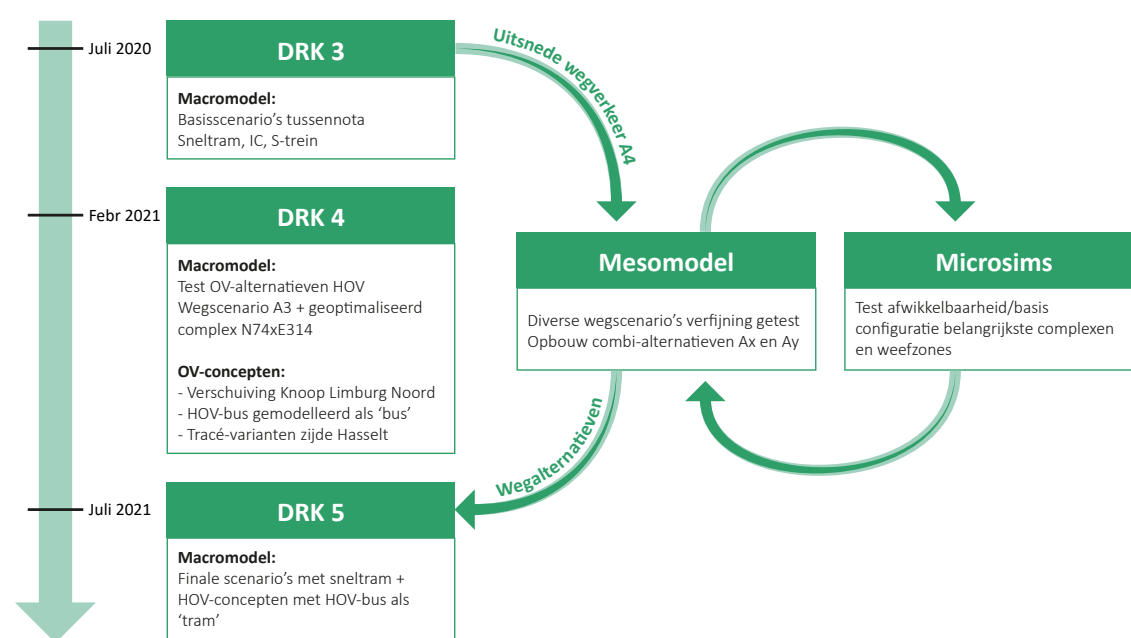 Juli 2020
DRK 3
Macromodel:
Basisscenario's tussennota
Sneltram, IC, S-trein
Uitsnede wegverkeer A4
Febr 2021
DRK 4
Macromodel:
Test OV-alternatieven HOV
Wegscenario A3 + geoptimaliseerd
complex N74xE314
OV-concepten:
- Verschuiving Knoop Limburg Noord
- HOV-bus gemodelleerd als ‘bus’
- Tracé-varianten zijde Hasselt
Mesomodel
Diverse wegscenario's verfijning getest
Opbouw combi-alternatieven Ax en Ay
Microsims
Test afwikkelbaarheid/basis
configuratie belangrijkste complexen
en weefzones
Wegalternatieven
Juli 2021
DRK 5
Macromodel:
Finale scenario's met sneltram +
HOV-concepten met HOV-bus als
‘tram’